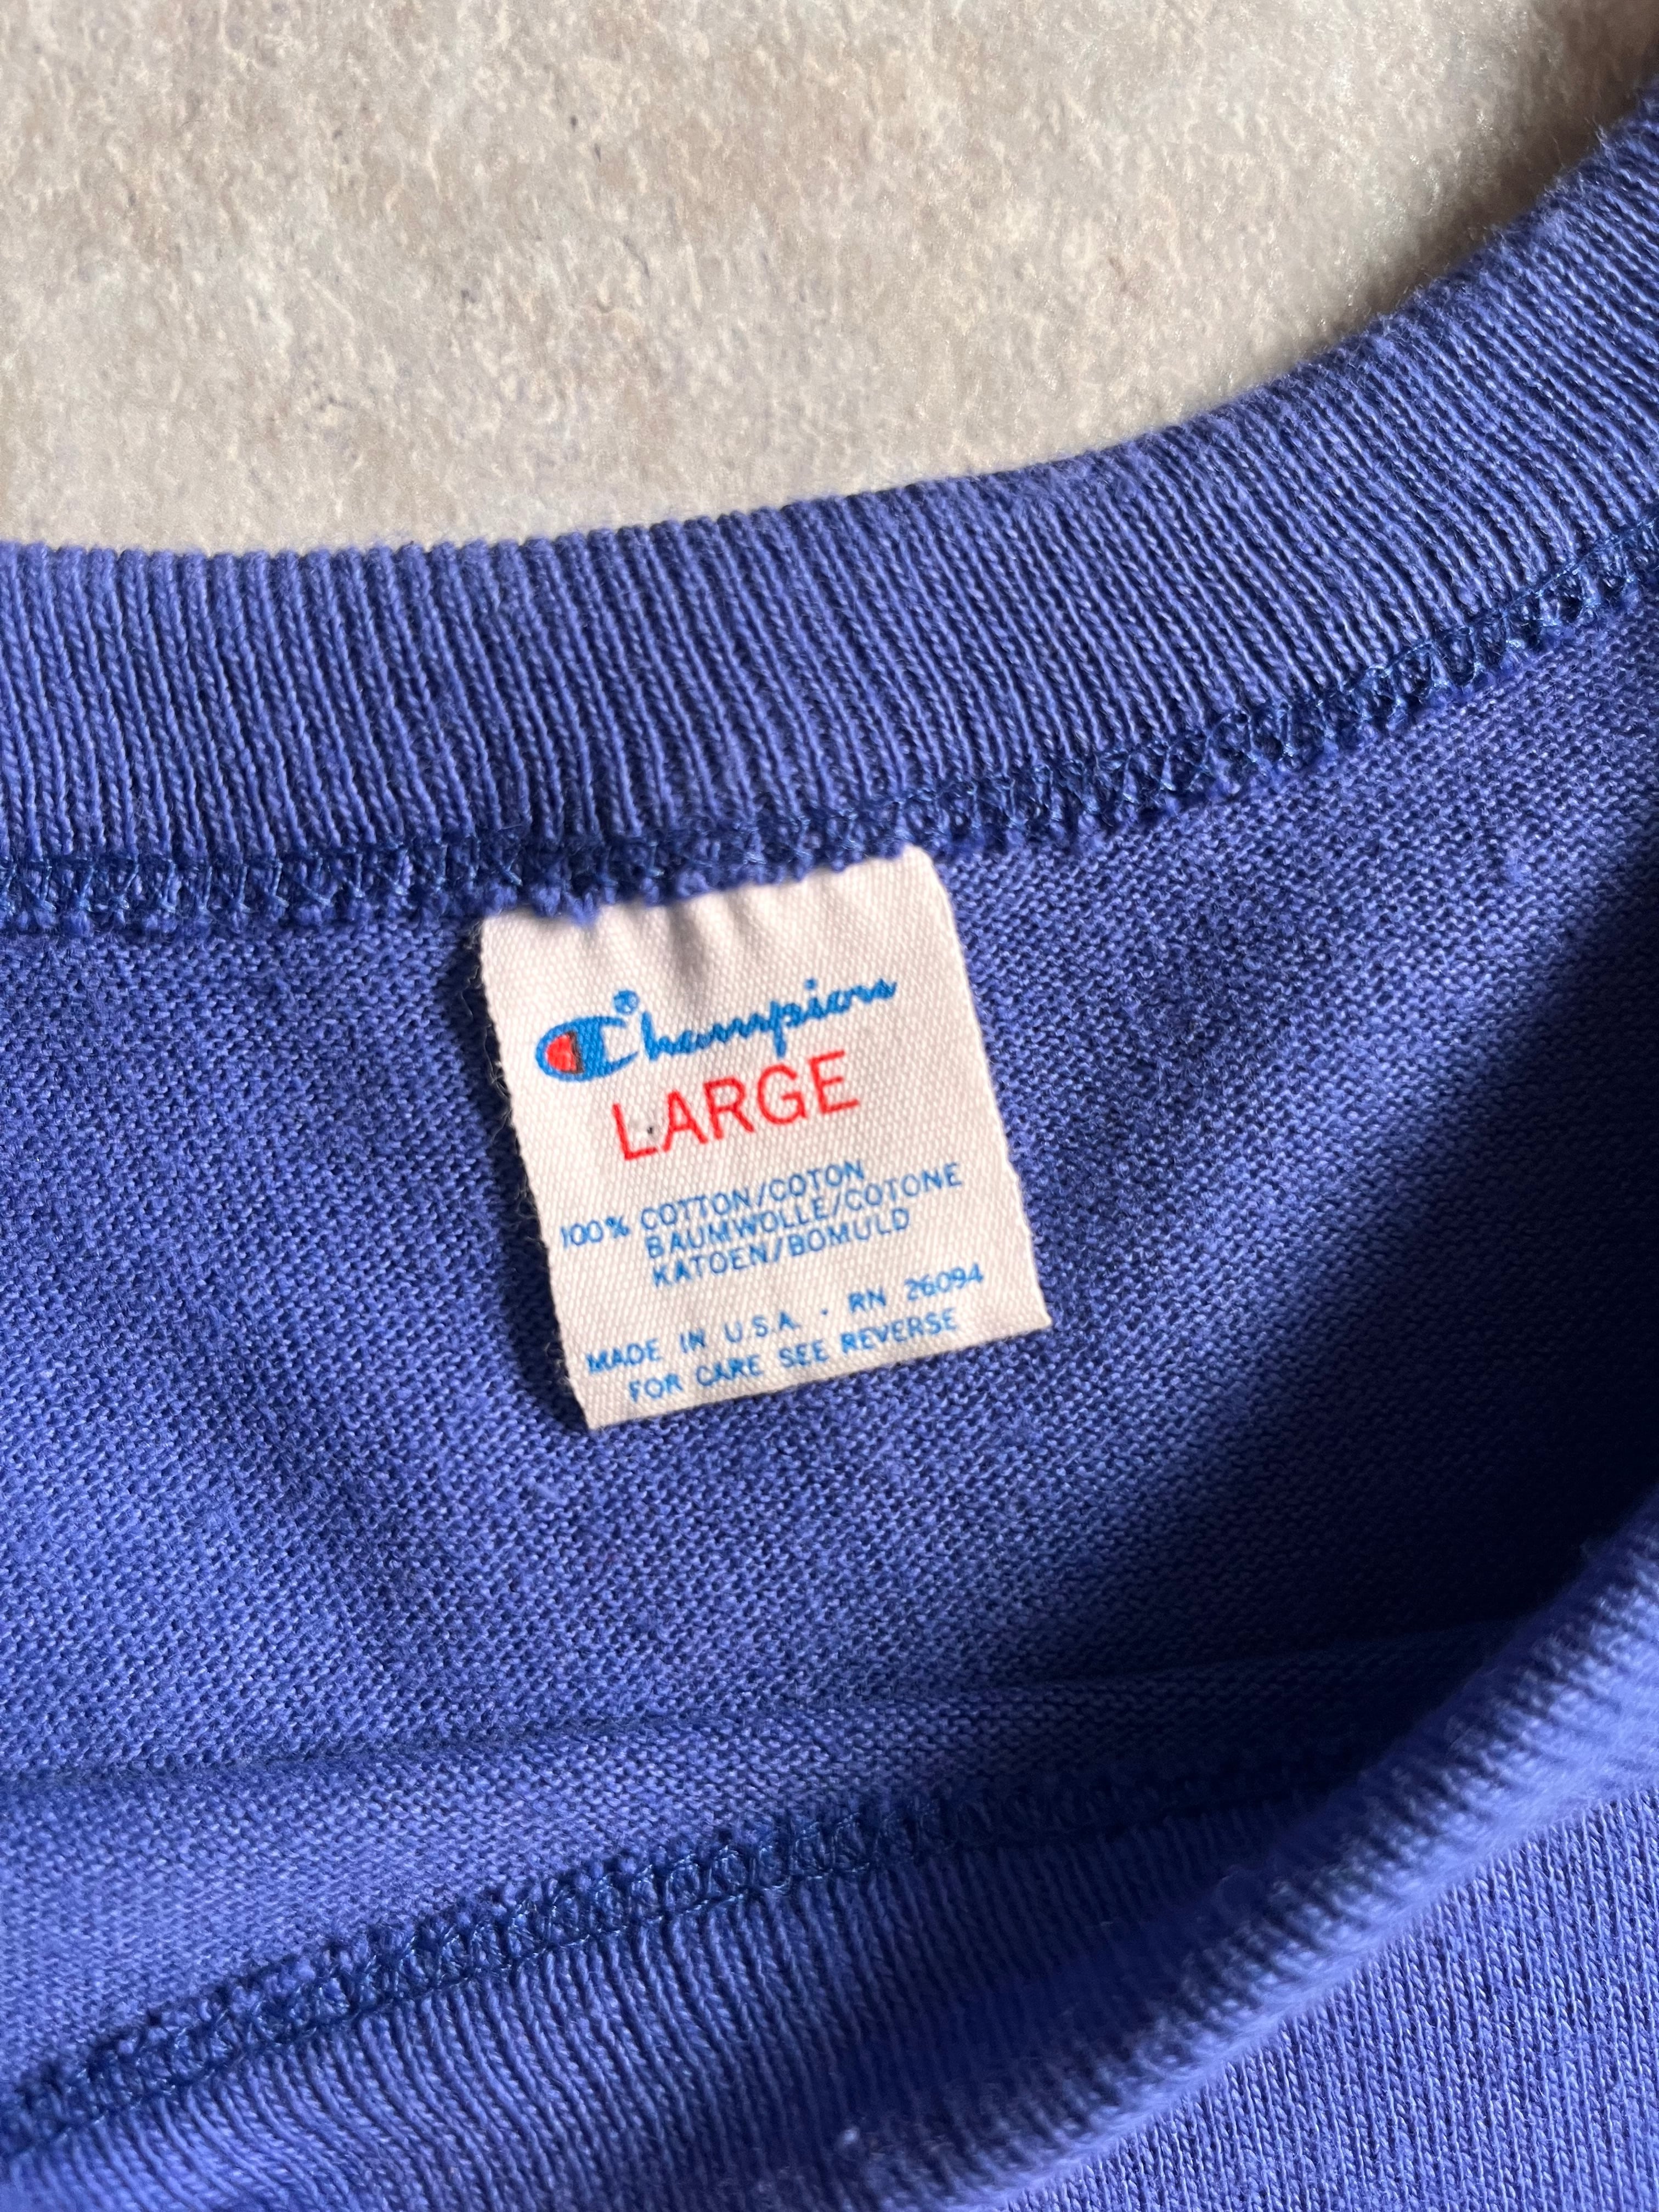 Champion®
LARGE
100% COTTON/COTON
BAUMWOLLE/COTONE
KATOEN/BOMULD
MADE IN U.S.A. · RN 26094
FOR CARE SEE REVERSE